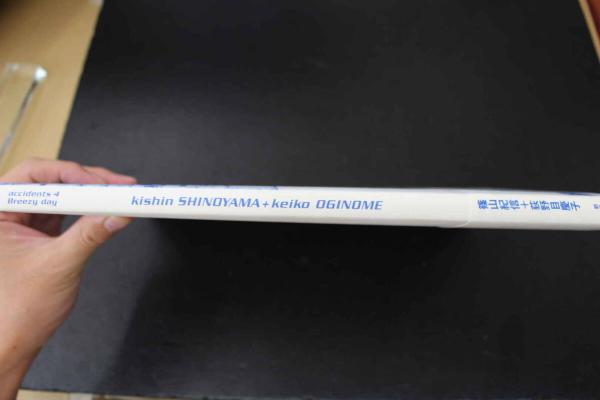 accidents 4
Breezy day
kishin SHINOYAMA+keiko OGINOME
篠山紀信+荻野目慶子